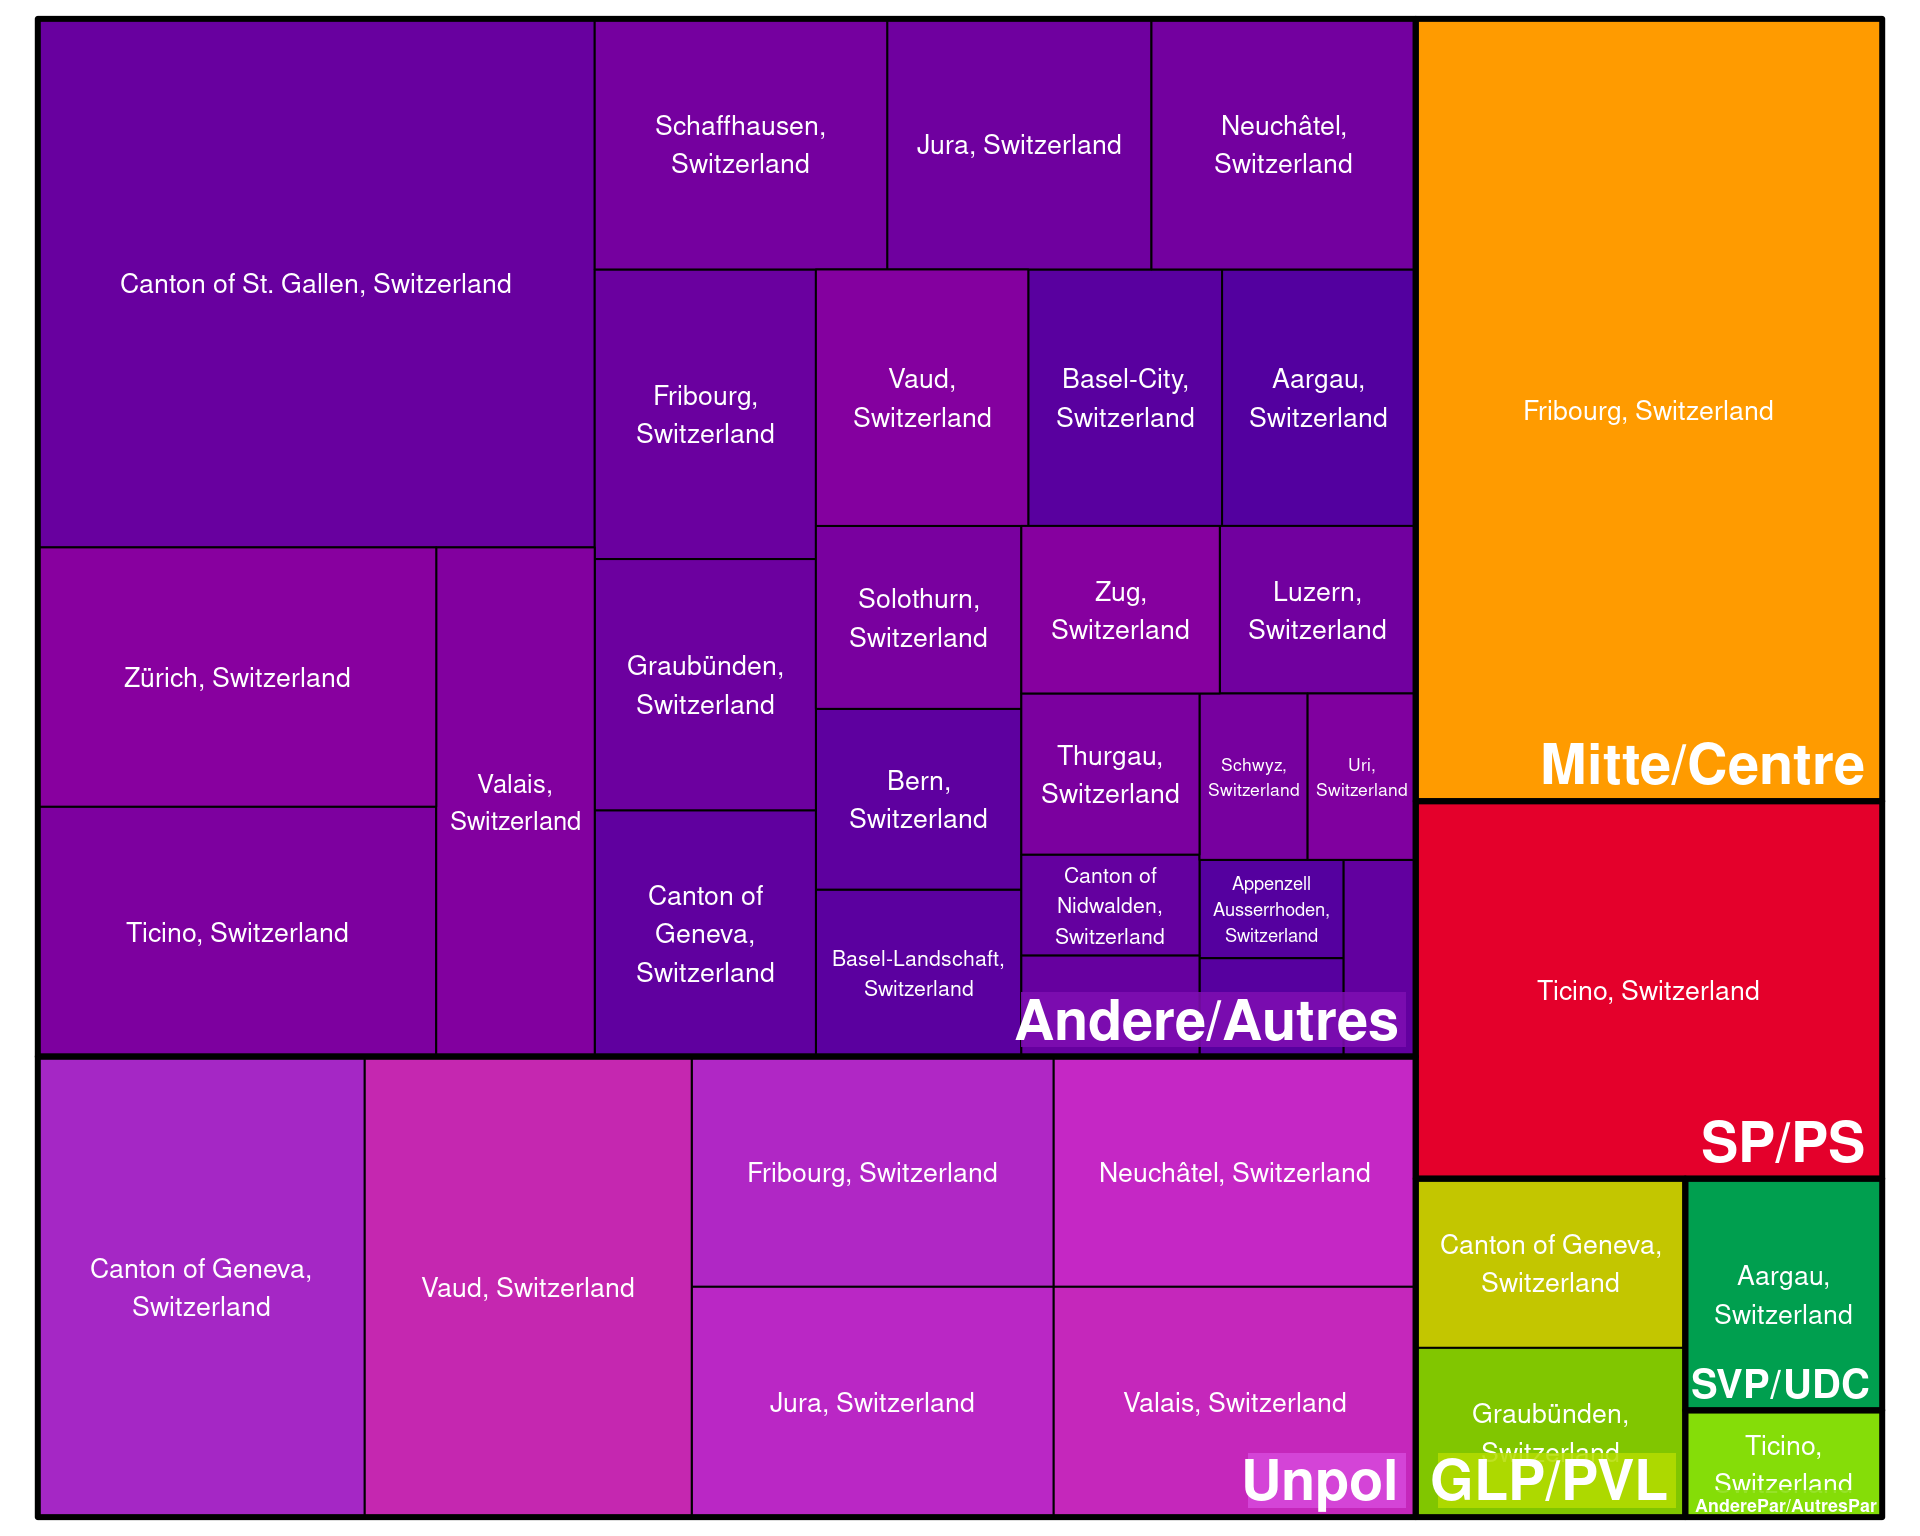 Canton of St. Gallen, Switzerland
Schaffhausen,
Switzerland
Jura, Switzerland
Neuchâtel,
Switzerland
Fribourg,
Switzerland
Vaud,
Switzerland
Basel-City,
Switzerland
Aargau,
Switzerland
Zürich, Switzerland
Valais,
Switzerland
Ticino, Switzerland
Graubünden,
Switzerland
Canton of
Geneva,
Switzerland
Solothurn,
Switzerland
Zug,
Switzerland
Luzern,
Switzerland
Bern,
Switzerland
Thurgau,
Switzerland
Schwyz,
Switzerland
Uri,
Switzerland
Basel-Landschaft,
Switzerland
Canton of
Nidwalden,
Switzerland
Appenzell
Ausserrhoden,
Switzerland
Andere/Autres
Canton of Geneva,
Switzerland
Vaud, Switzerland
Fribourg, Switzerland
Neuchâtel, Switzerland
Jura, Switzerland
Valais, Switzerland
Unpol
Fribourg, Switzerland
Mitte/Centre
Ticino, Switzerland
SP/PS
Canton of Geneva,
Switzerland
Graubünden,
Switzerland
GLP/PVL
Aargau,
Switzerland
SVP/UDC
Ticino,
Switzerland
AnderePar/AutresPar